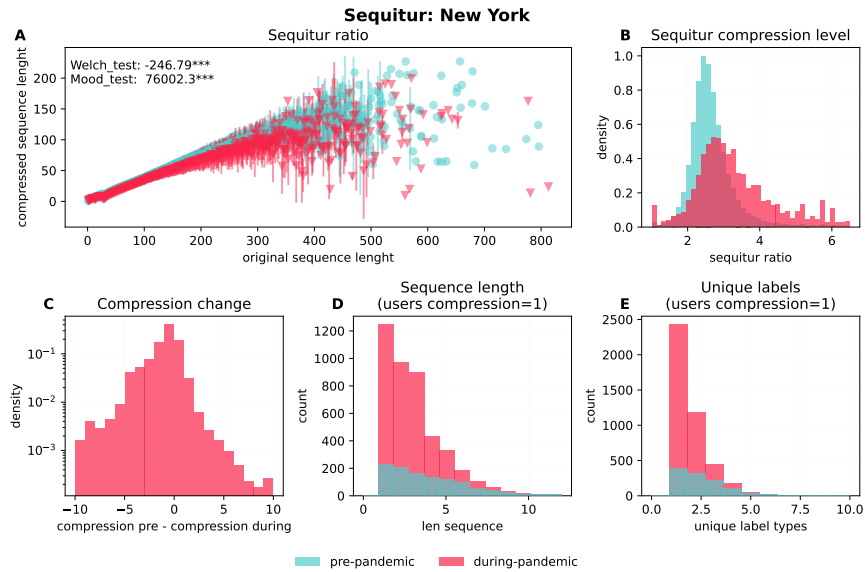 Sequitur: New York
A
Sequitur ratio
Welch_test: -246.79***
Mood_test: 76002.3***
compressed sequence lenght
200
150
100
50
0
0 100 200 300 400 500 600 700 800
original sequence lenght
B
Sequitur compression level
density
1.0
0.8
0.6
0.4
0.2
0.0
2 4 6
sequitur ratio
C
Compression change
density
10⁻¹
10⁻²
10⁻³
−10 −5 0 5 10
compression pre - compression during
D
Sequence length
(users compression=1)
count
1200
1000
800
600
400
200
0
0 5 10
len sequence
E
Unique labels
(users compression=1)
count
2500
2000
1500
1000
500
0
0.0 2.5 5.0 7.5 10.0
unique label types
pre-pandemic during-pandemic